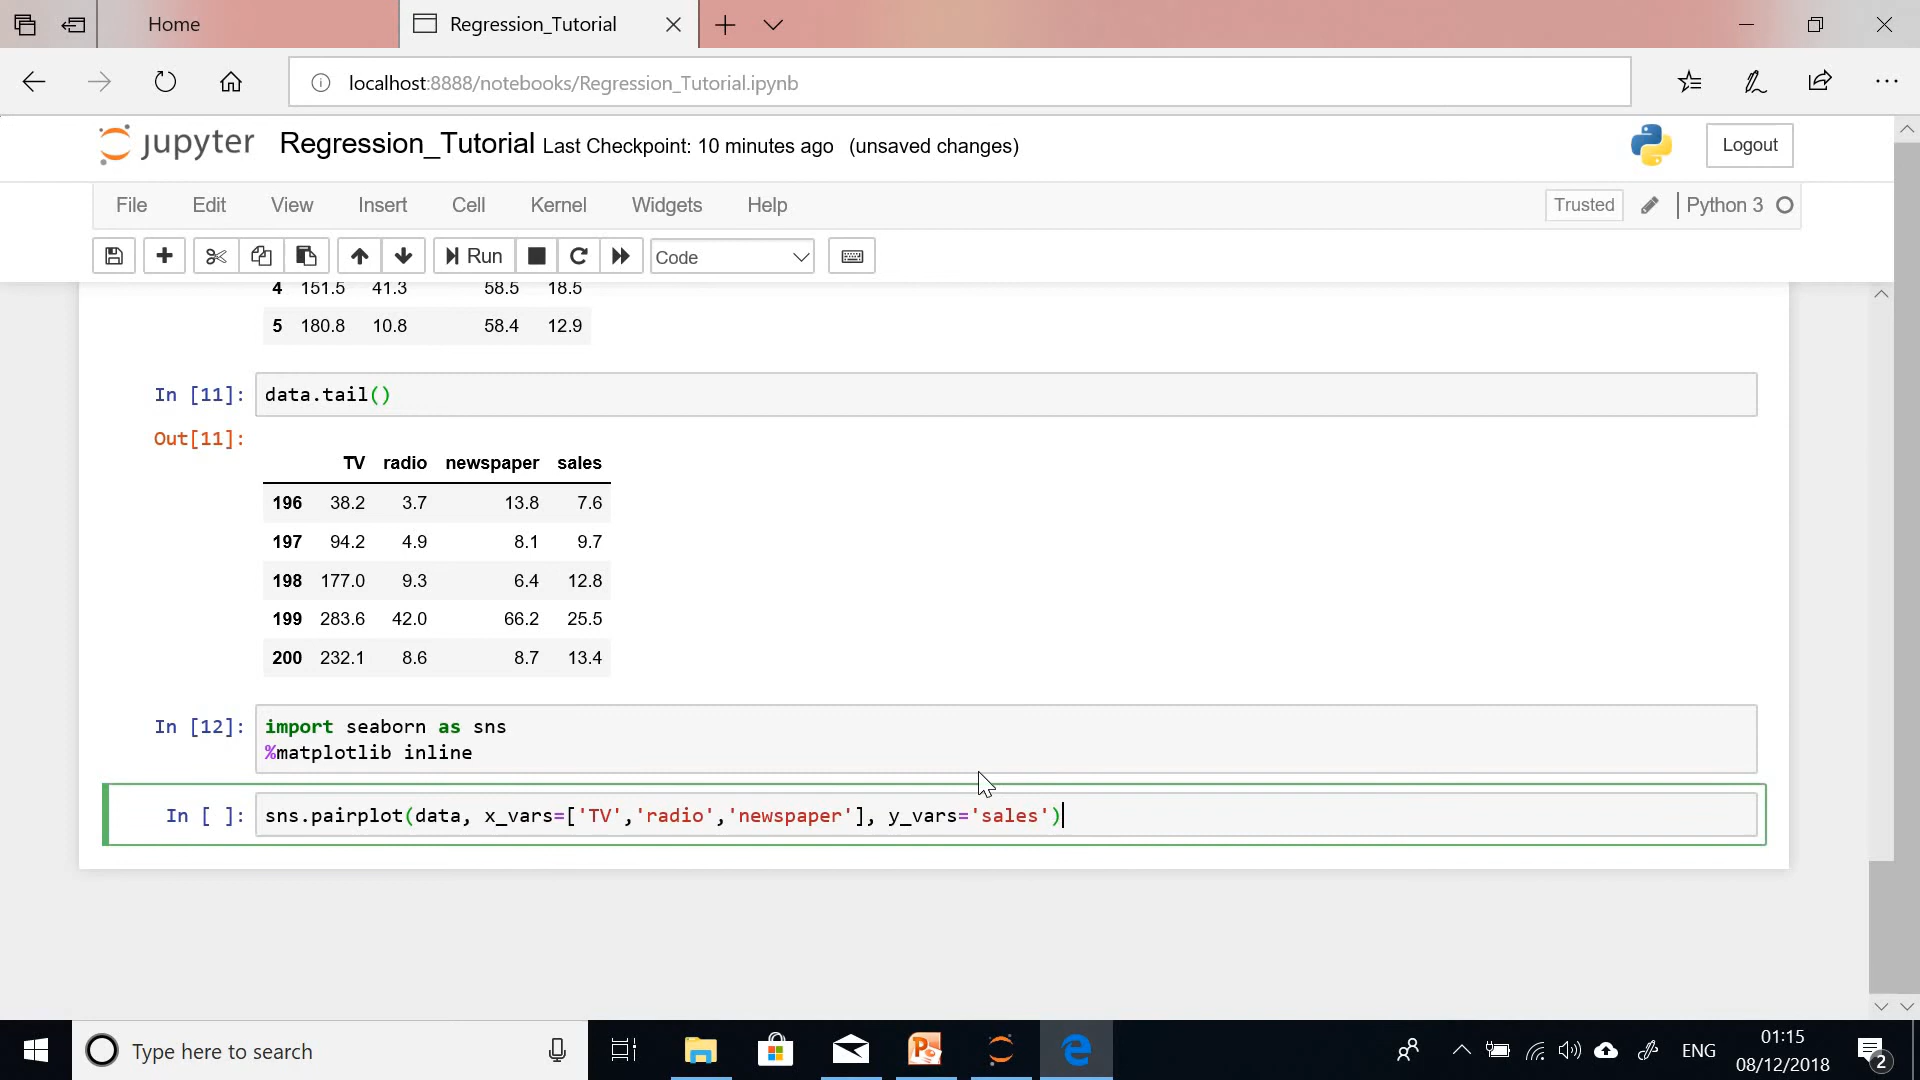 Home
Regression_Tutorial
localhost:8888/notebooks/Regression_Tutorial.ipynb
jupyter Regression_Tutorial Last Checkpoint: 10 minutes ago (unsaved changes)
Logout
File Edit View Insert Cell Kernel Widgets Help
Trusted Python 3
Run Code
4 151.5 41.3 58.5 18.5
5 180.8 10.8 58.4 12.9
In [11]: data.tail()
Out[11]:
TV radio newspaper sales
196 38.2 3.7 13.8 7.6
197 94.2 4.9 8.1 9.7
198 177.0 9.3 6.4 12.8
199 283.6 42.0 66.2 25.5
200 232.1 8.6 8.7 13.4
In [12]: import seaborn as sns
%matplotlib inline
In [ ]: sns.pairplot(data, x_vars=['TV','radio','newspaper'], y_vars='sales')
Type here to search
ENG
01:15
08/12/2018
2